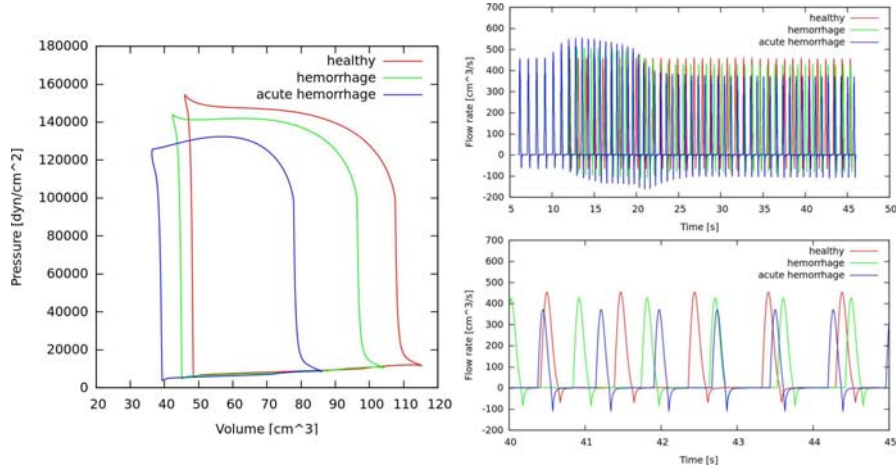 180000
160000
140000
120000
100000
80000
60000
40000
20000
0
Pressure [dyn/cm^2]
healthy
hemorrhage
acute hemorrhage
20 30 40 50 60 70 80 90 100 110 120
Volume [cm^3]
700
600
500
400
300
200
100
0
-100
-200
Flow rate [cm^3/s]
healthy
hemorrhage
acute hemorrhage
5 10 15 20 25 30 35 40 45 50
Time [s]
700
600
500
400
300
200
100
0
-100
-200
Flow rate [cm^3/s]
healthy
hemorrhage
acute hemorrhage
40 41 42 43 44 45
Time [s]